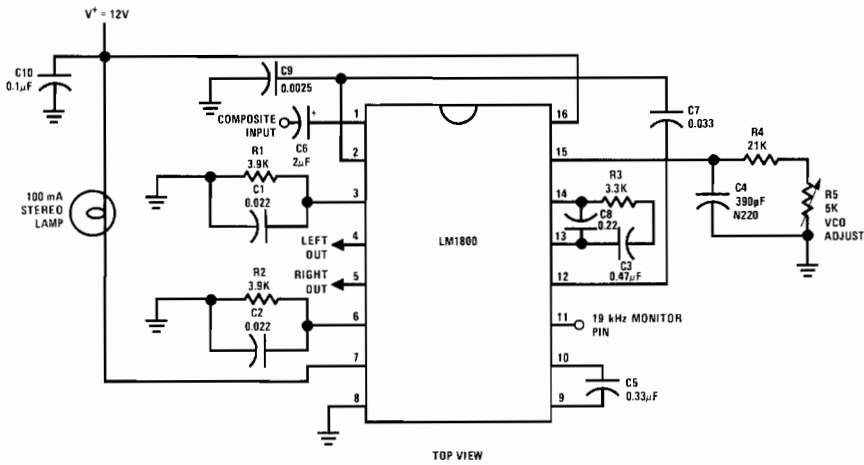 V+ = 12V
C10
0.1μF
C9
0.0025
COMPOSITE
INPUT
+
C6
2μF
R1
3.9K
C1
0.022
100 mA
STEREO
LAMP
LEFT
OUT
RIGHT
OUT
R2
3.9K
C2
0.022
1
2
3
4
5
6
7
8
LM1800
16
15
14
13
12
11
10
9
C7
0.033
R4
21K
R3
3.3K
C8
0.22
C3
0.47μF
C4
390pF
N220
R5
5K
VCO
ADJUST
19 kHz MONITOR
PIN
C5
0.33μF
TOP VIEW